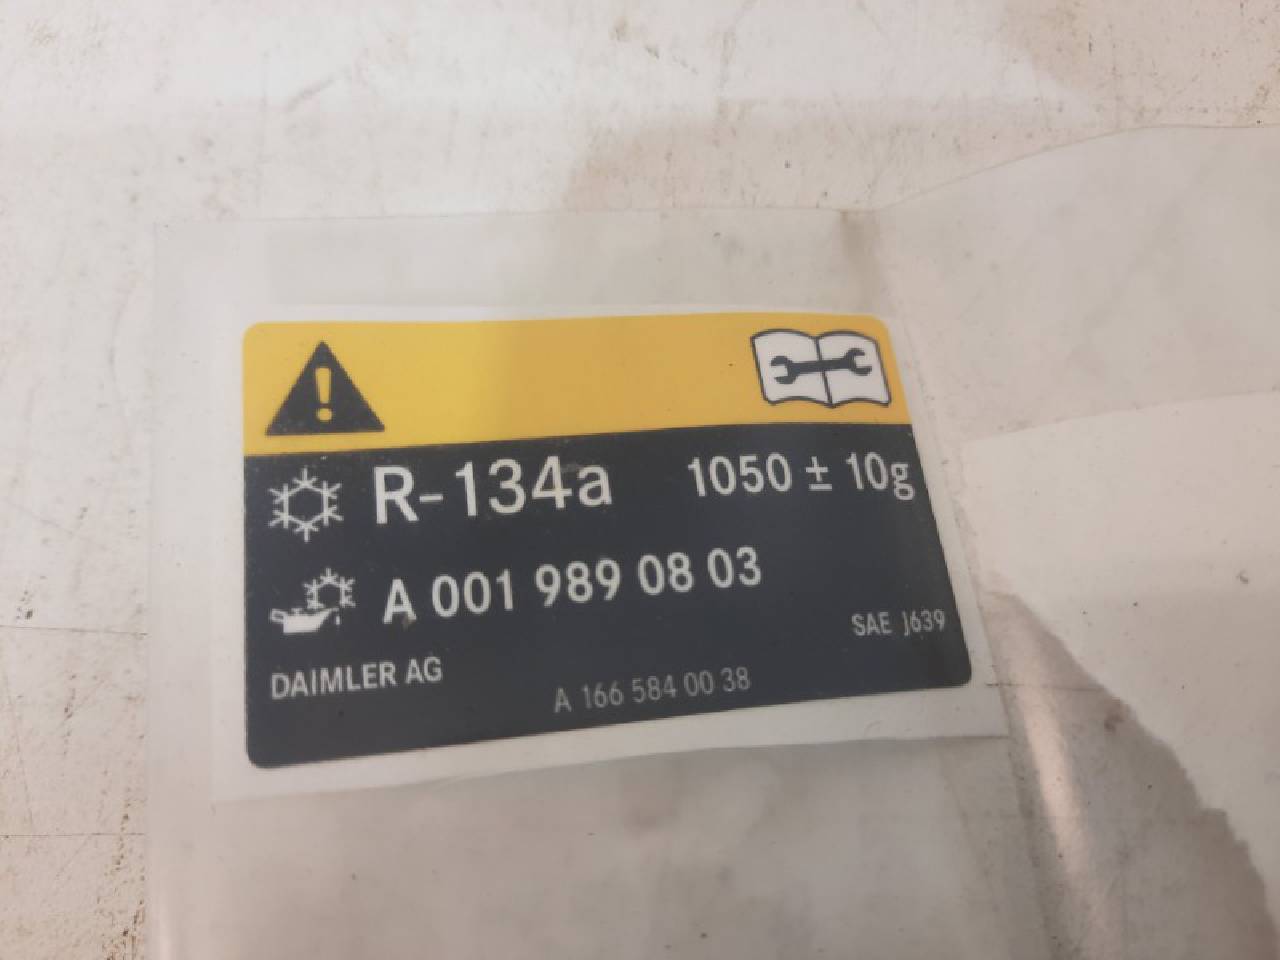 R-134a 1050 ± 10g
A 001 989 08 03
SAE J639
DAIMLER AG
A 166 584 00 38